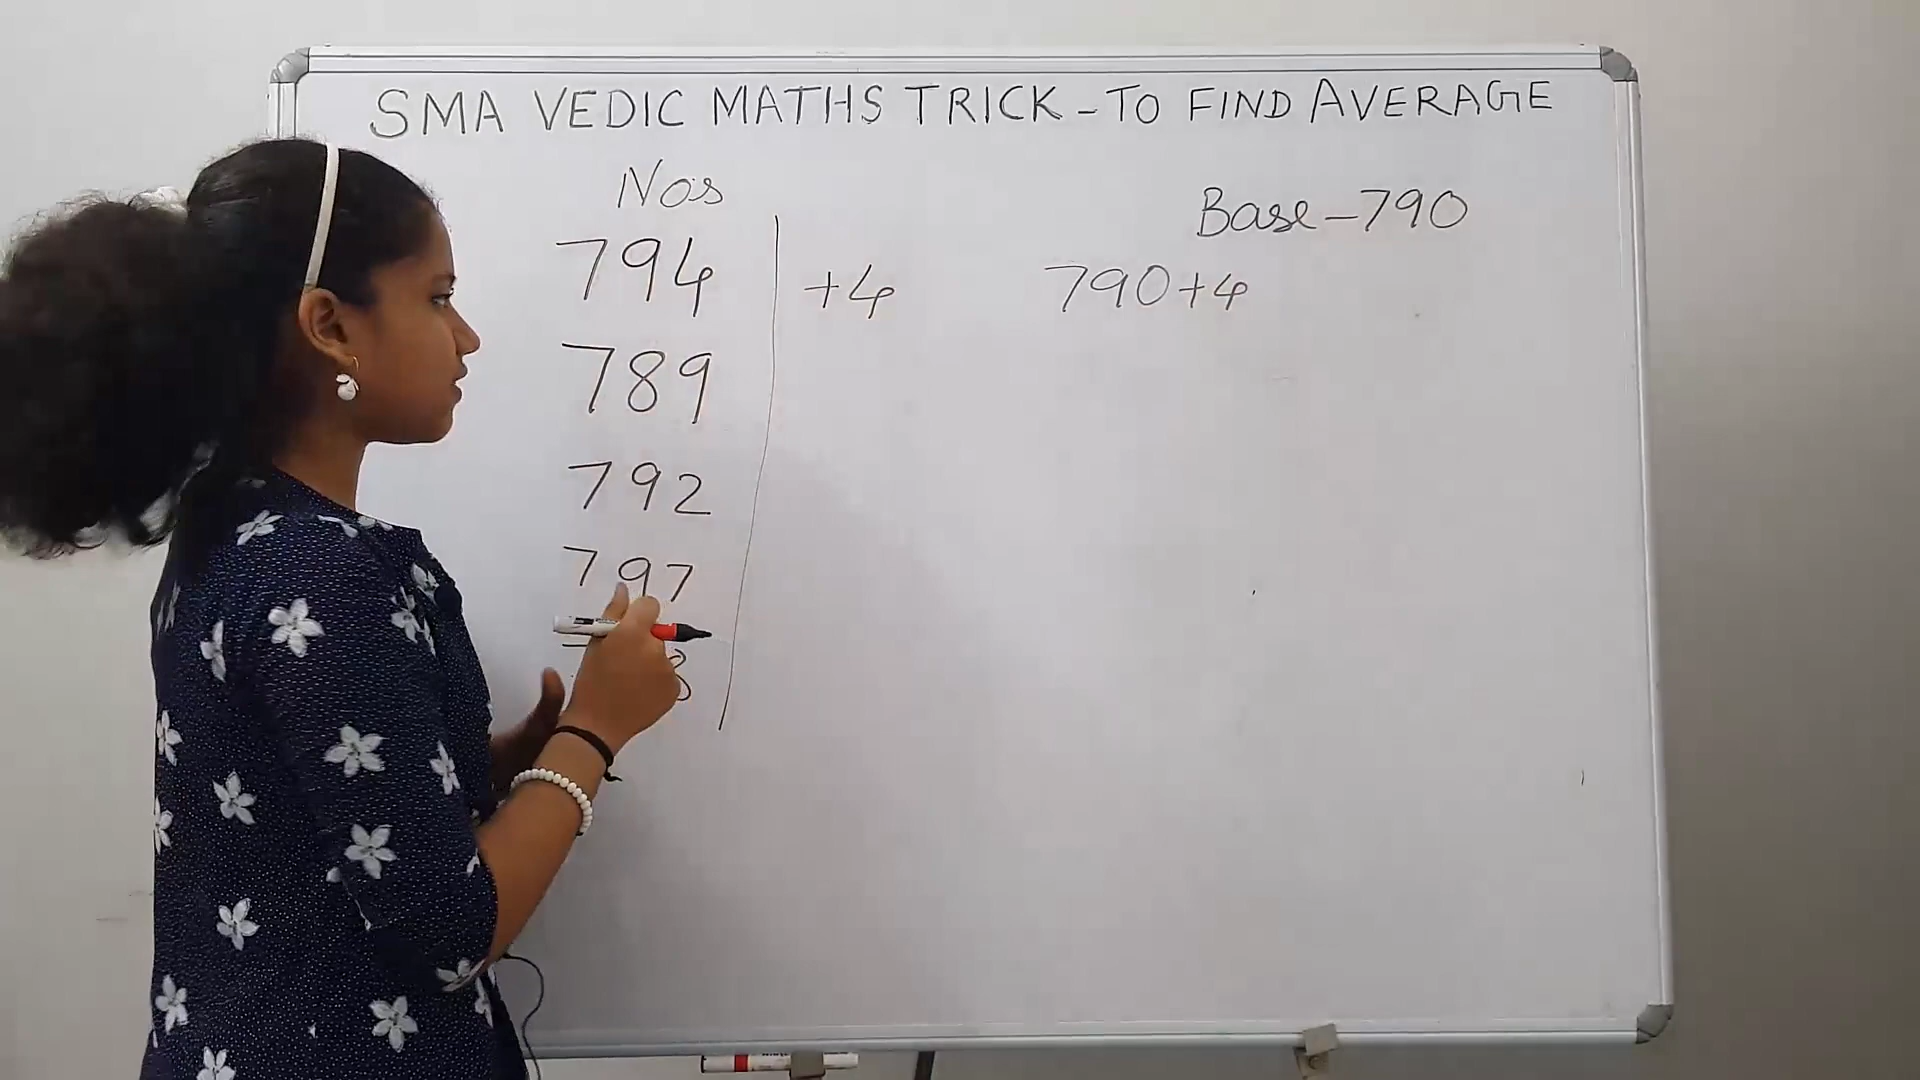 SMA VEDIC MATHS TRICK - TO FIND AVERAGE
Nos
Base - 790
794 +4 790+4
789
792
797